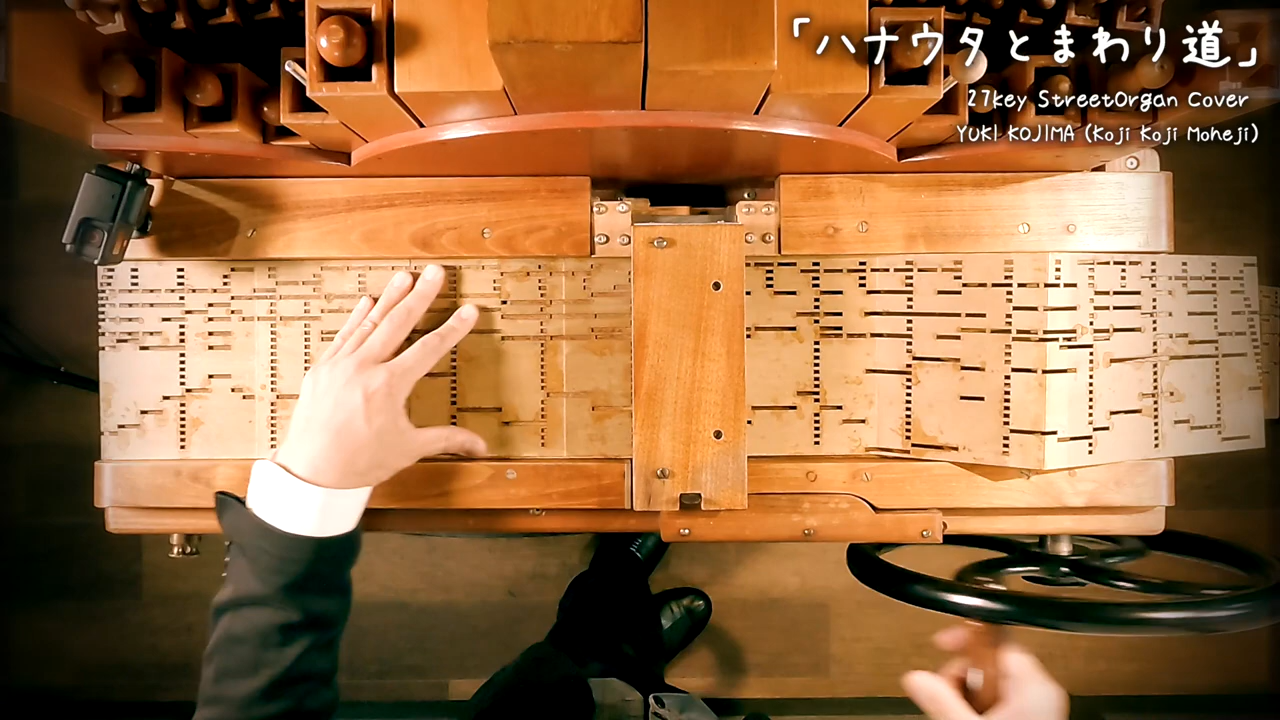 「ハナウタとまわり道」
27key StreetOrgan Cover
YUKI KOJIMA (Koji Koji Moheji)